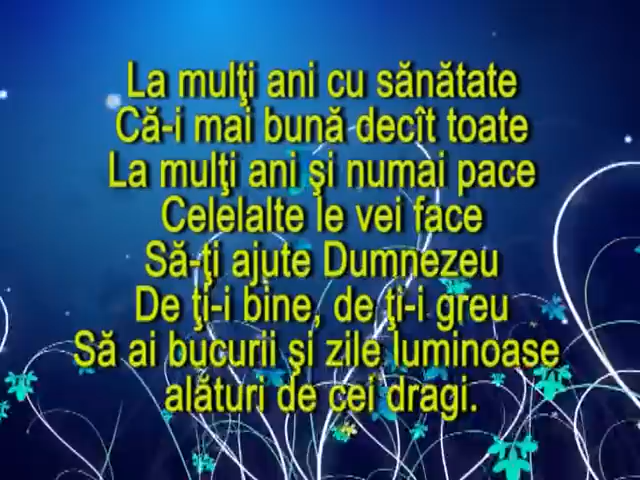 La mulţi ani cu sănătate
Că-i mai bună decît toate
La mulţi ani şi numai pace
Celelalte le vei face
Să-ţi ajute Dumnezeu
De ţi-i bine, de ţi-i greu
Să ai bucurii şi zile luminoase
alături de cei dragi.